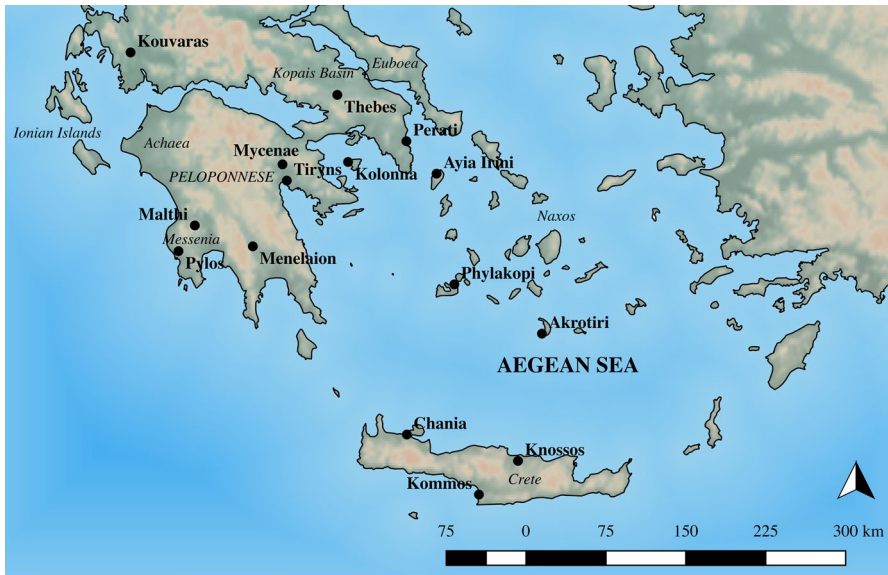 Kouvaras
Euboea
Kopais Basin
Thebes
Ionian Islands
Achaea
Perati
Mycenae
Ayia Irini
Tiryns
Kolonna
PELOPONNESE
Malthi
Naxos
Messenia
Pylos
Menelaion
Phylakopi
Akrotiri
AEGEAN SEA
Chania
Knossos
Kommos
Crete
75 0 75 150 225 300 km